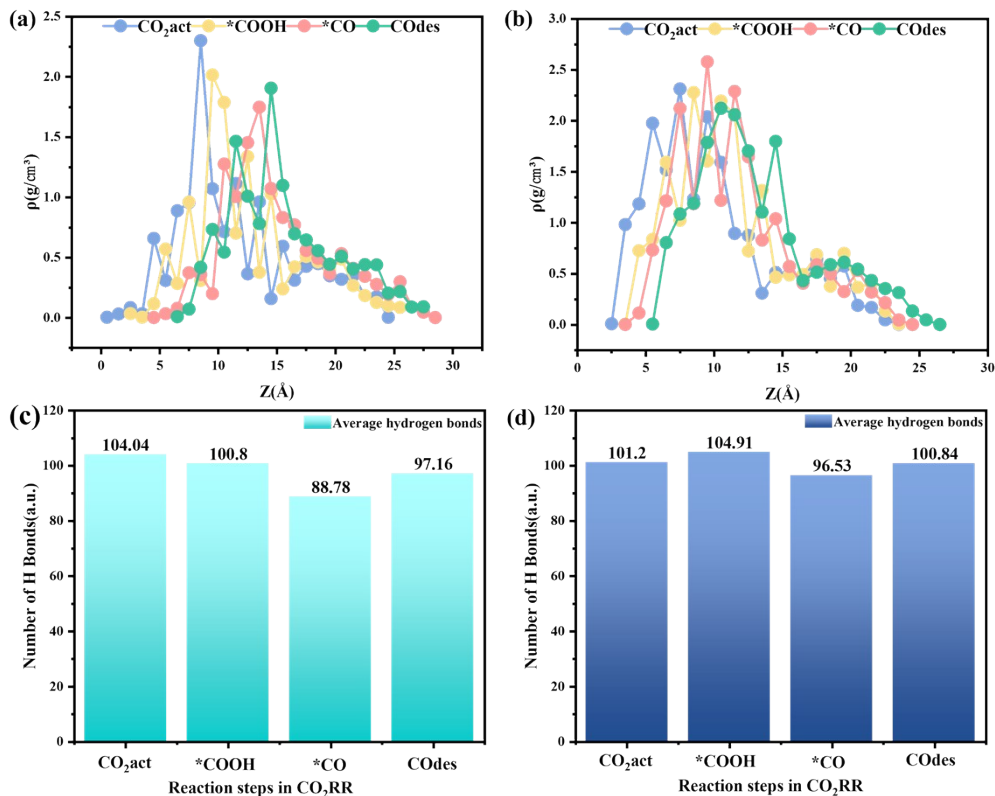 (a)
CO₂act *COOH *CO COdes
2.5
2.0
1.5
1.0
0.5
0.0
ρ(g/cm³)
0 5 10 15 20 25 30
Z(Å)
(b)
CO₂act *COOH *CO COdes
3.0
2.5
2.0
1.5
1.0
0.5
0.0
ρ(g/cm³)
0 5 10 15 20 25 30
Z(Å)
(c)
Average hydrogen bonds
120
100
80
60
40
20
0
Number of H Bonds(a.u.)
104.04
100.8
88.78
97.16
CO₂act *COOH *CO COdes
Reaction steps in CO₂RR
(d)
Average hydrogen bonds
120
100
80
60
40
20
0
Number of H Bonds(a.u.)
101.2
104.91
96.53
100.84
CO₂act *COOH *CO COdes
Reaction steps in CO₂RR